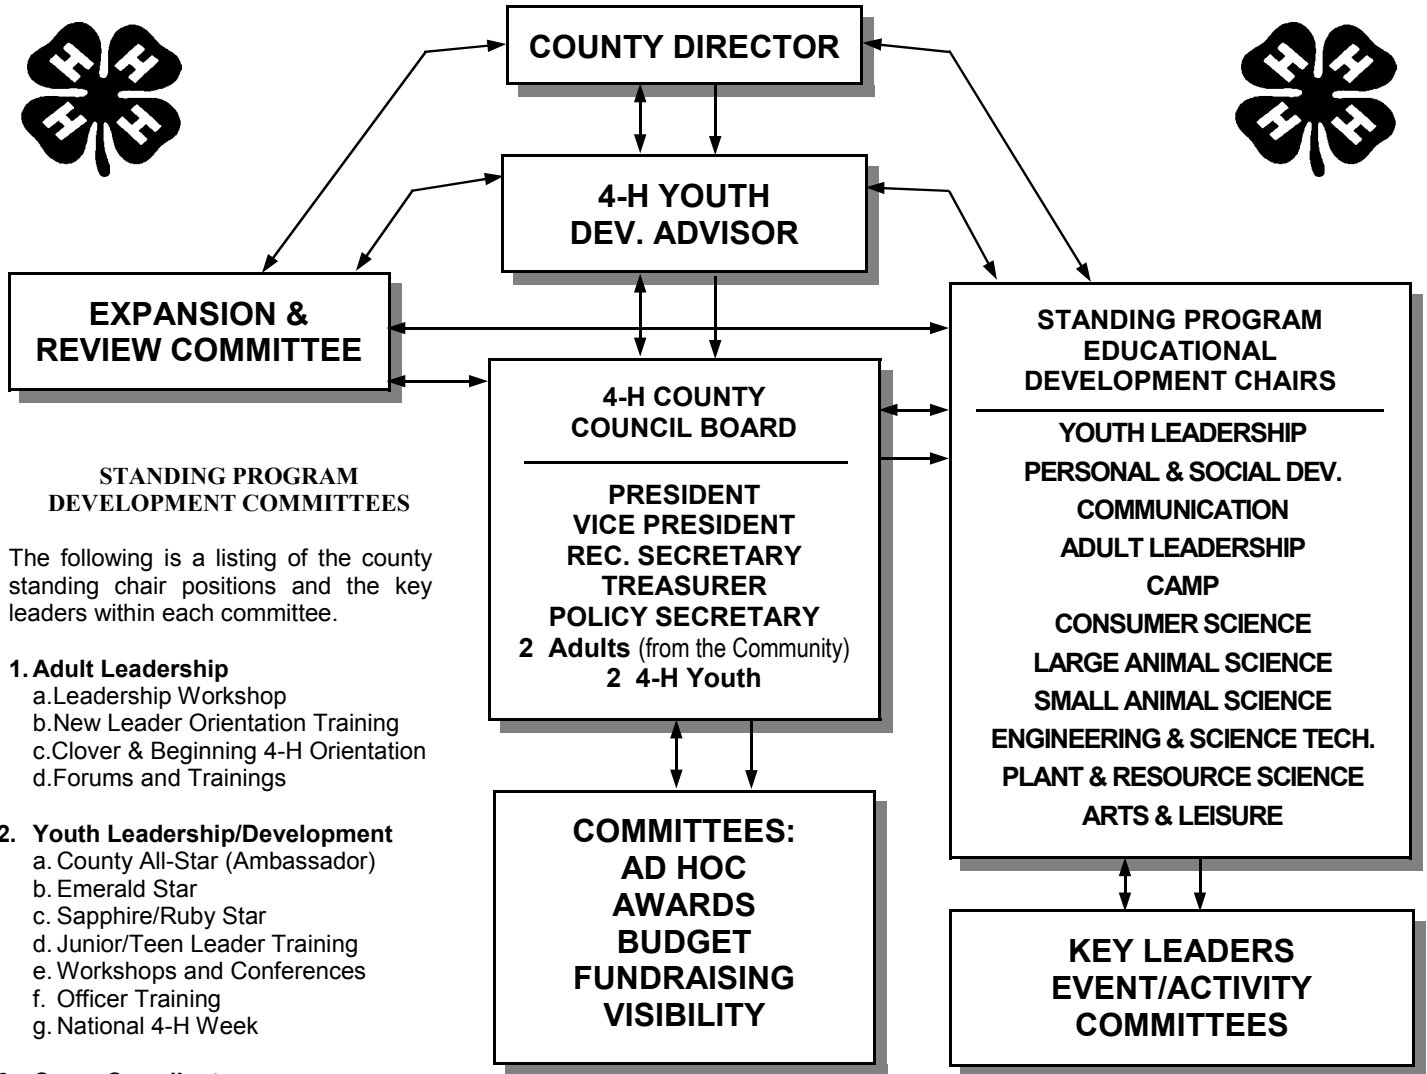 H H
H H
H H
H H
COUNTY DIRECTOR
4-H YOUTH
DEV. ADVISOR
EXPANSION &
REVIEW COMMITTEE
4-H COUNTY
COUNCIL BOARD
PRESIDENT
VICE PRESIDENT
REC. SECRETARY
TREASURER
POLICY SECRETARY
2 Adults (from the Community)
2 4-H Youth
COMMITTEES:
AD HOC
AWARDS
BUDGET
FUNDRAISING
VISIBILITY
STANDING PROGRAM
EDUCATIONAL
DEVELOPMENT CHAIRS
YOUTH LEADERSHIP
PERSONAL & SOCIAL DEV.
COMMUNICATION
ADULT LEADERSHIP
CAMP
CONSUMER SCIENCE
LARGE ANIMAL SCIENCE
SMALL ANIMAL SCIENCE
ENGINEERING & SCIENCE TECH.
PLANT & RESOURCE SCIENCE
ARTS & LEISURE
KEY LEADERS
EVENT/ACTIVITY
COMMITTEES
STANDING PROGRAM
DEVELOPMENT COMMITTEES
The following is a listing of the county
standing chair positions and the key
leaders within each committee.
1. Adult Leadership
a.Leadership Workshop
b.New Leader Orientation Training
c.Clover & Beginning 4-H Orientation
d.Forums and Trainings
2. Youth Leadership/Development
a. County All-Star (Ambassador)
b. Emerald Star
c. Sapphire/Ruby Star
d. Junior/Teen Leader Training
e. Workshops and Conferences
f. Officer Training
g. National 4-H Week